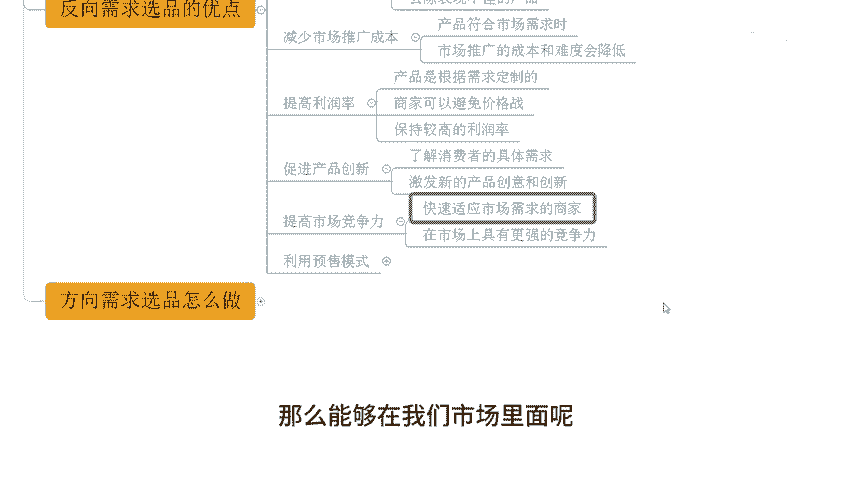 反向需求选品的优点
减少市场推广成本
产品符合市场需求时
市场推广的成本和难度会降低
提高利润率
产品是根据需求定制的
商家可以避免价格战
保持较高的利润率
促进产品创新
了解消费者的具体需求
激发新的产品创意和创新
提高市场竞争力
快速适应市场需求的商家
在市场上具有更强的竞争力
利用预售模式
方向需求选品怎么做
那么能够在我们市场里面呢